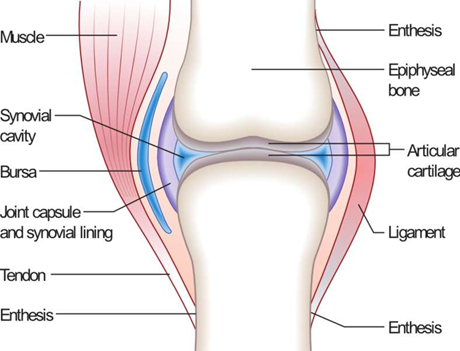 Muscle
Synovial
cavity
Bursa
Joint capsule
and synovial lining
Tendon
Enthesis
Enthesis
Epiphyseal
bone
Articular
cartilage
Ligament
Enthesis